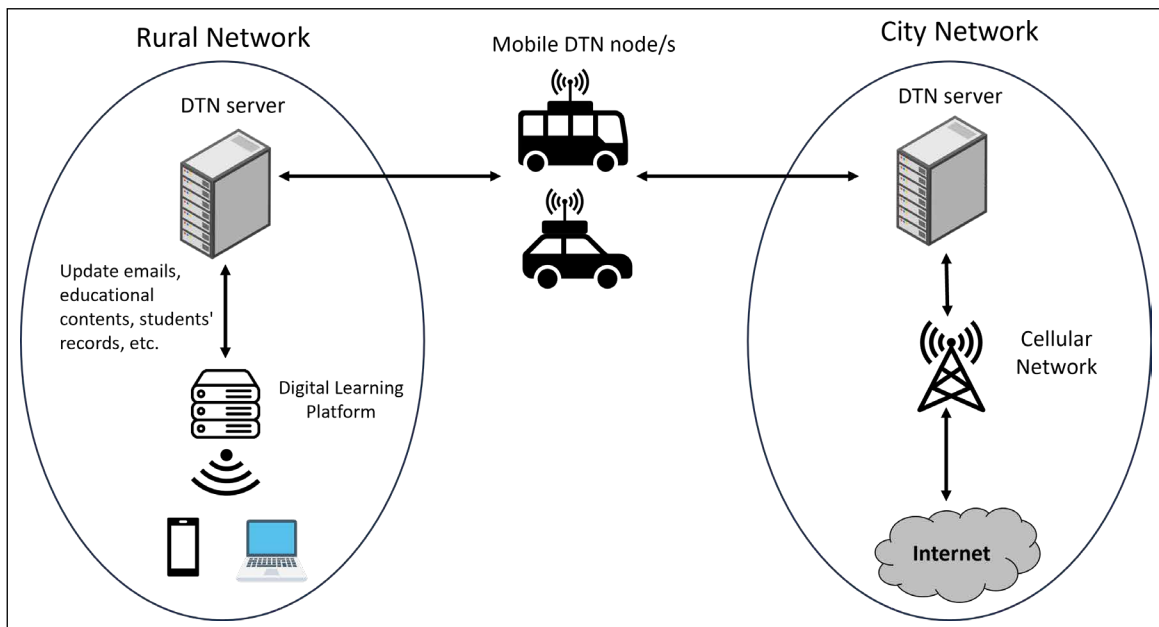 Rural Network
Mobile DTN node/s
City Network
DTN server
DTN server
Update emails,
educational
contents, students'
records, etc.
Digital Learning
Platform
Cellular
Network
Internet